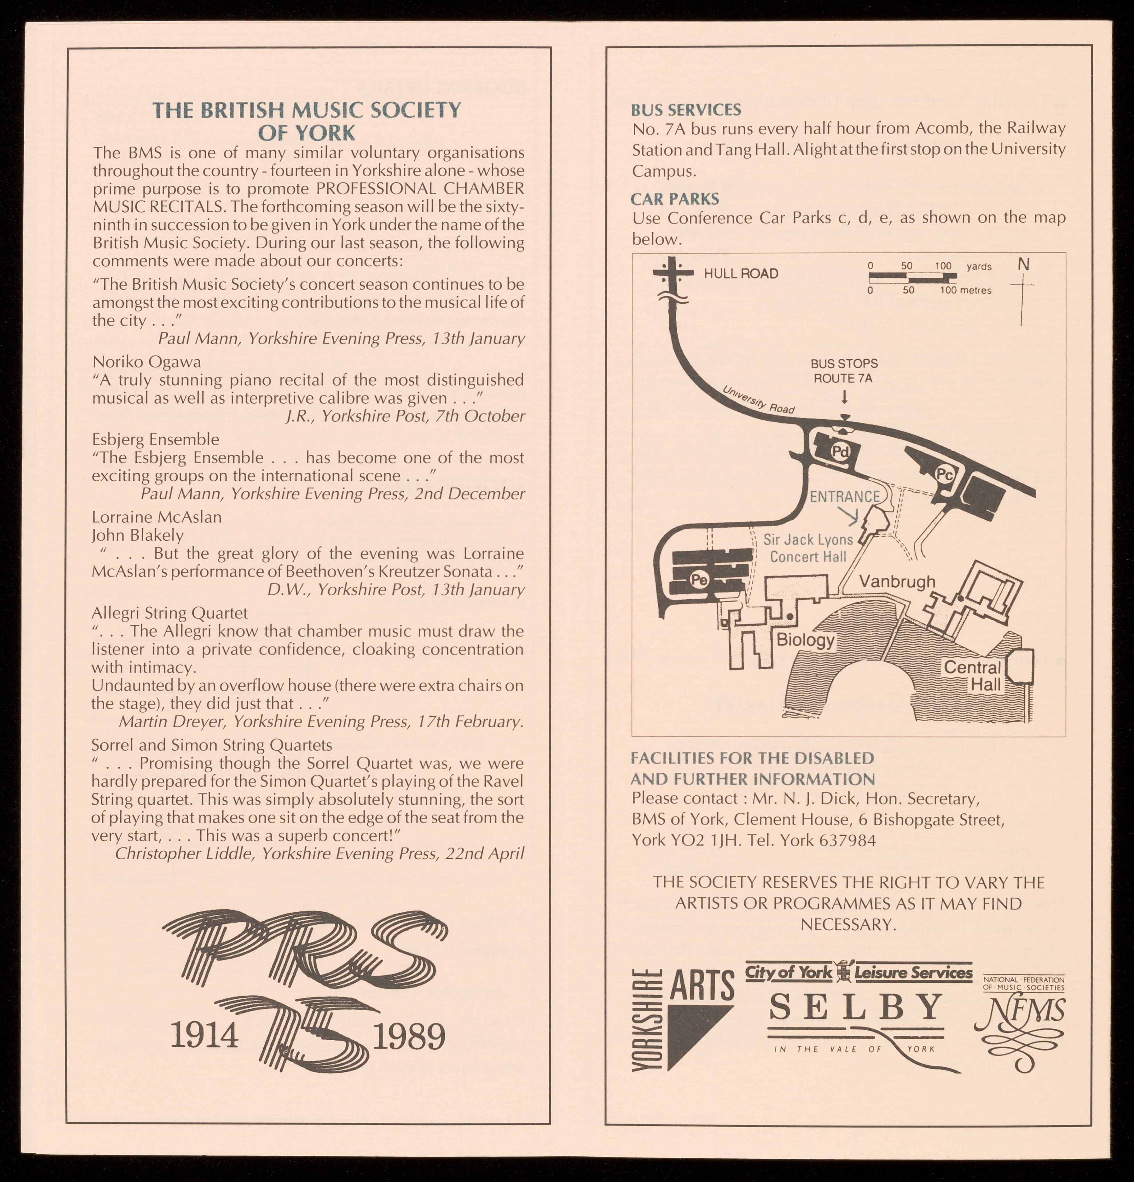 THE BRITISH MUSIC SOCIETY
OF YORK
The BMS is one of many similar voluntary organisations
throughout the country - fourteen in Yorkshire alone - whose
prime purpose is to promote PROFESSIONAL CHAMBER
MUSIC RECITALS. The forthcoming season will be the sixty-
ninth in succession to be given in York under the name of the
British Music Society. During our last season, the following
comments were made about our concerts:
“The British Music Society’s concert season continues to be
amongst the most exciting contributions to the musical life of
the city . . .”
Paul Mann, Yorkshire Evening Press, 13th January
Noriko Ogawa
“A truly stunning piano recital of the most distinguished
musical as well as interpretive calibre was given . . .”
J.R., Yorkshire Post, 7th October
Esbjerg Ensemble
“The Esbjerg Ensemble . . . has become one of the most
exciting groups on the international scene . . .”
Paul Mann, Yorkshire Evening Press, 2nd December
Lorraine McAslan
John Blakely
“ . . . But the great glory of the evening was Lorraine
McAslan’s performance of Beethoven’s Kreutzer Sonata . . .”
D.W., Yorkshire Post, 13th January
Allegri String Quartet
“. . . The Allegri know that chamber music must draw the
listener into a private confidence, cloaking concentration
with intimacy.
Undaunted by an overflow house (there were extra chairs on
the stage), they did just that . . .”
Martin Dreyer, Yorkshire Evening Press, 17th February.
Sorrel and Simon String Quartets
“ . . . Promising though the Sorrel Quartet was, we were
hardly prepared for the Simon Quartet’s playing of the Ravel
String quartet. This was simply absolutely stunning, the sort
of playing that makes one sit on the edge of the seat from the
very start, . . . This was a superb concert!”
Christopher Liddle, Yorkshire Evening Press, 22nd April
PRS
1914 75 1989
BUS SERVICES
No. 7A bus runs every half hour from Acomb, the Railway
Station and Tang Hall. Alight at the first stop on the University
Campus.
CAR PARKS
Use Conference Car Parks c, d, e, as shown on the map
below.
HULL ROAD
0 50 100 yards
0 50 100 metres
N
BUS STOPS
ROUTE 7A
University Road
Pd
Pc
ENTRANCE
Sir Jack Lyons
Concert Hall
Pe
Vanbrugh
Biology
Central
Hall
FACILITIES FOR THE DISABLED
AND FURTHER INFORMATION
Please contact : Mr. N. J. Dick, Hon. Secretary,
BMS of York, Clement House, 6 Bishopgate Street,
York YO2 1JH. Tel. York 637984
THE SOCIETY RESERVES THE RIGHT TO VARY THE
ARTISTS OR PROGRAMMES AS IT MAY FIND
NECESSARY.
YORKSHIRE
ARTS
City of York Leisure Services
SELBY
IN THE VALE OF YORK
NATIONAL FEDERATION
OF MUSIC SOCIETIES
NFMS